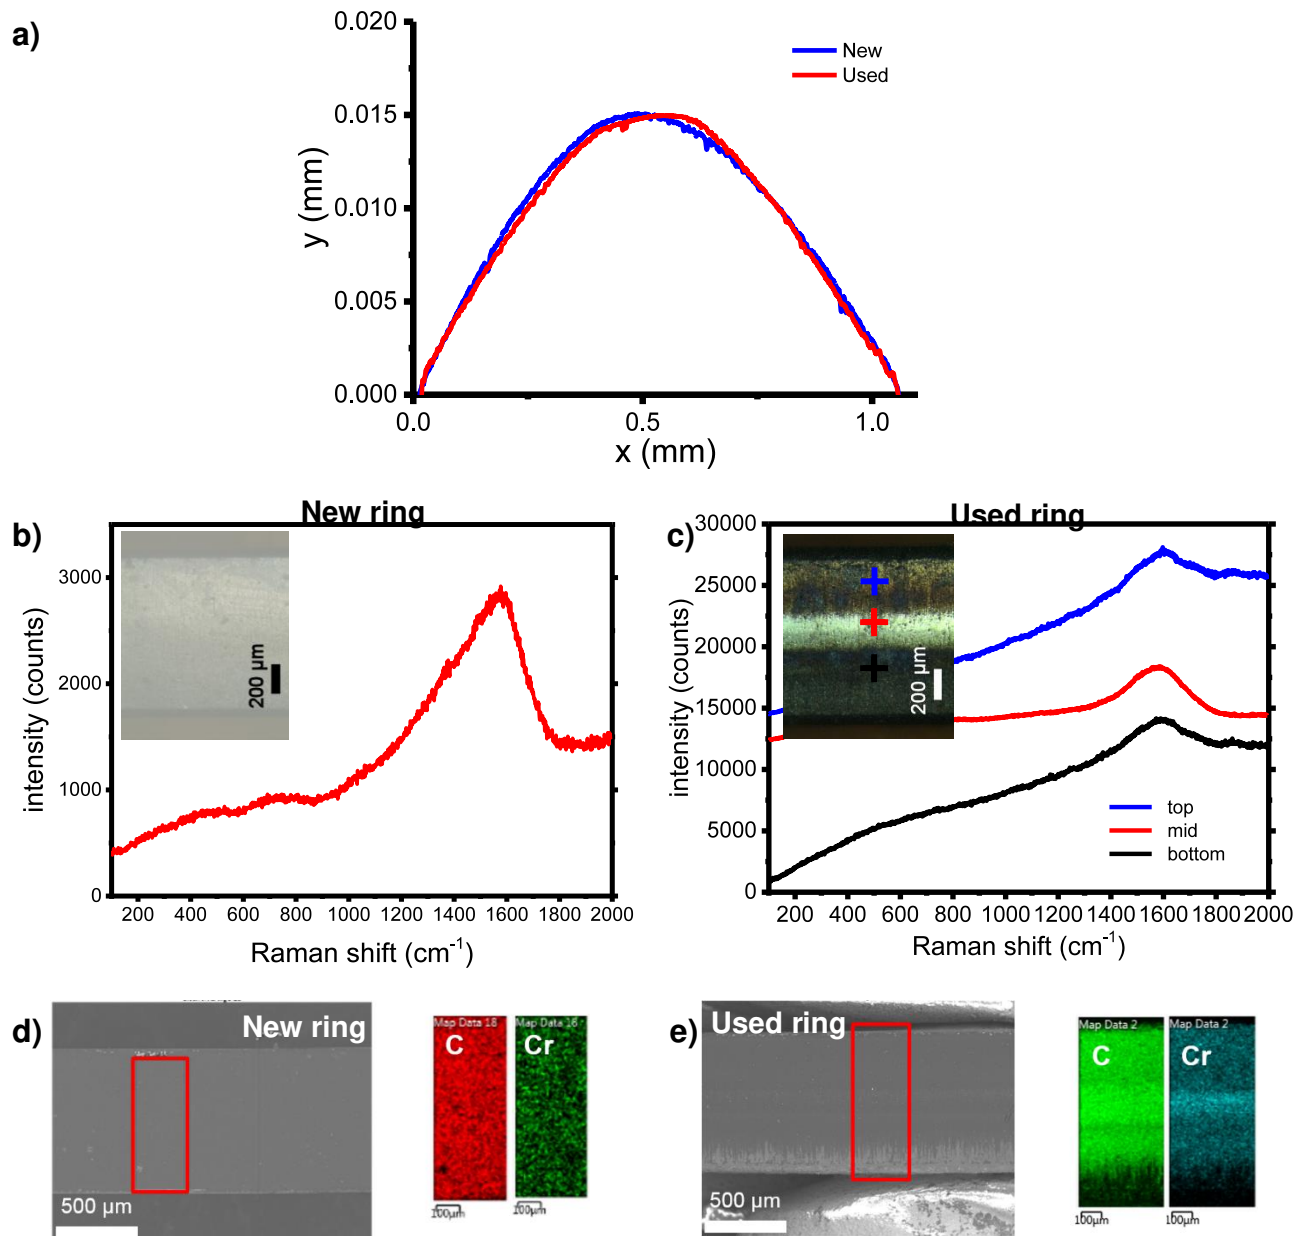 a)
0.020
0.015
0.010
0.005
0.000
y (mm)
0.0 0.5 1.0
x (mm)
New
Used
b)
New ring
3000
2000
1000
0
intensity (counts)
200 µm
200 400 600 800 1000 1200 1400 1600 1800 2000
Raman shift (cm⁻¹)
c)
Used ring
30000
25000
20000
15000
10000
5000
0
intensity (counts)
200 µm
top
mid
bottom
200 400 600 800 1000 1200 1400 1600 1800 2000
Raman shift (cm⁻¹)
d)
New ring
500 µm
Map Data 18
C
100µm
Map Data 16
Cr
100µm
e)
Used ring
500 µm
Map Data 2
C
100µm
Map Data 2
Cr
100µm